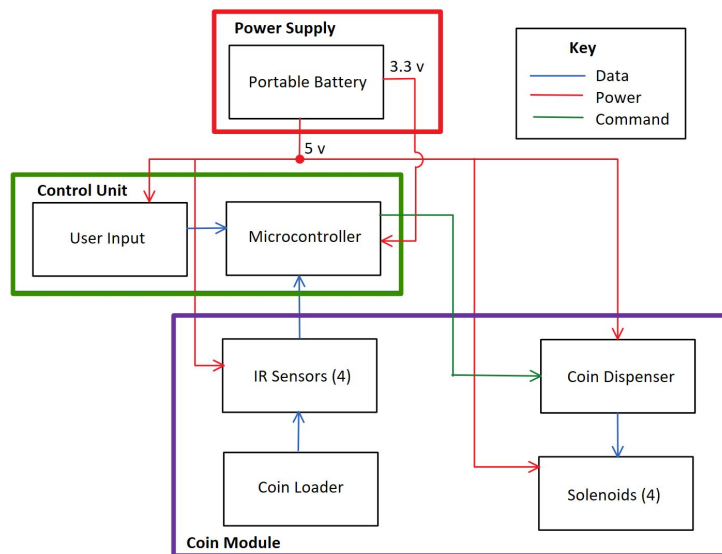 Power Supply
Portable Battery
3.3 v
5 v
Key
Data
Power
Command
Control Unit
User Input
Microcontroller
IR Sensors (4)
Coin Dispenser
Coin Loader
Solenoids (4)
Coin Module